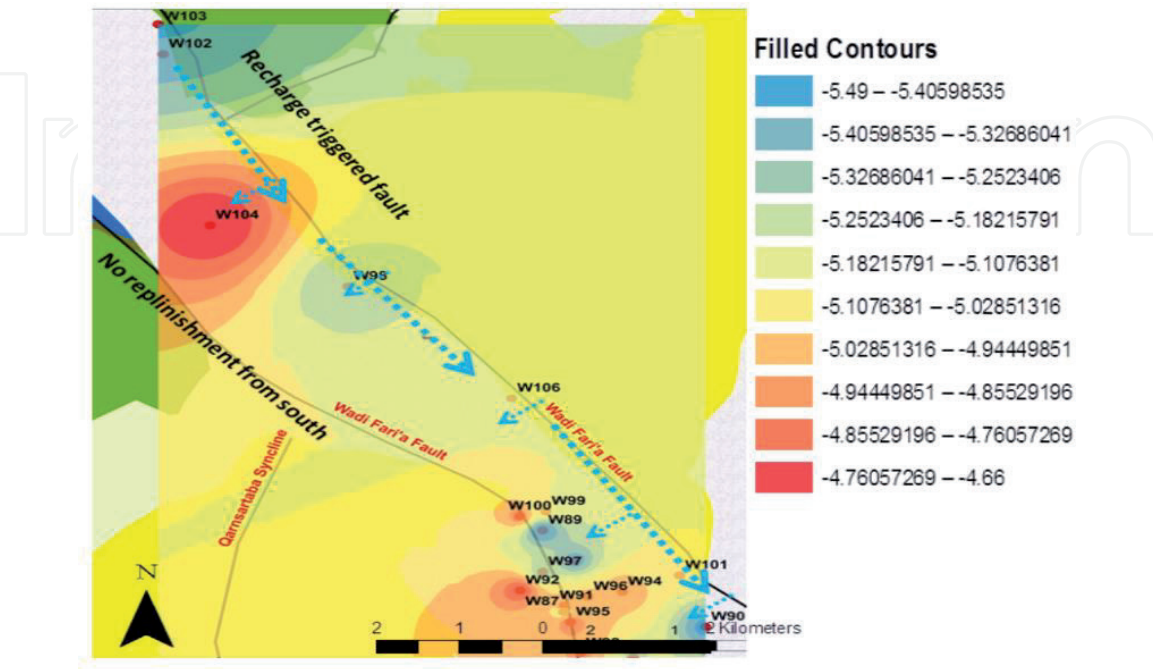 W103
W102
Recharge triggered fault
W104
No replinishment from south
W98
W106
Wadi Fari'a Fault
Wadi Fari'a Fault
Qarnsartaba Syncline
W100
W99
W89
W97
W101
W92
W96
W94
W87
W91
W95
W90
N
2 1 0 2 1 2 Kilometers
Filled Contours
-5.49 – -5.40598535
-5.40598535 – -5.32686041
-5.32686041 – -5.2523406
-5.2523406 – -5.18215791
-5.18215791 – -5.1076381
-5.1076381 – -5.02851316
-5.02851316 – -4.94449851
-4.94449851 – -4.85529196
-4.85529196 – -4.76057269
-4.76057269 – -4.66